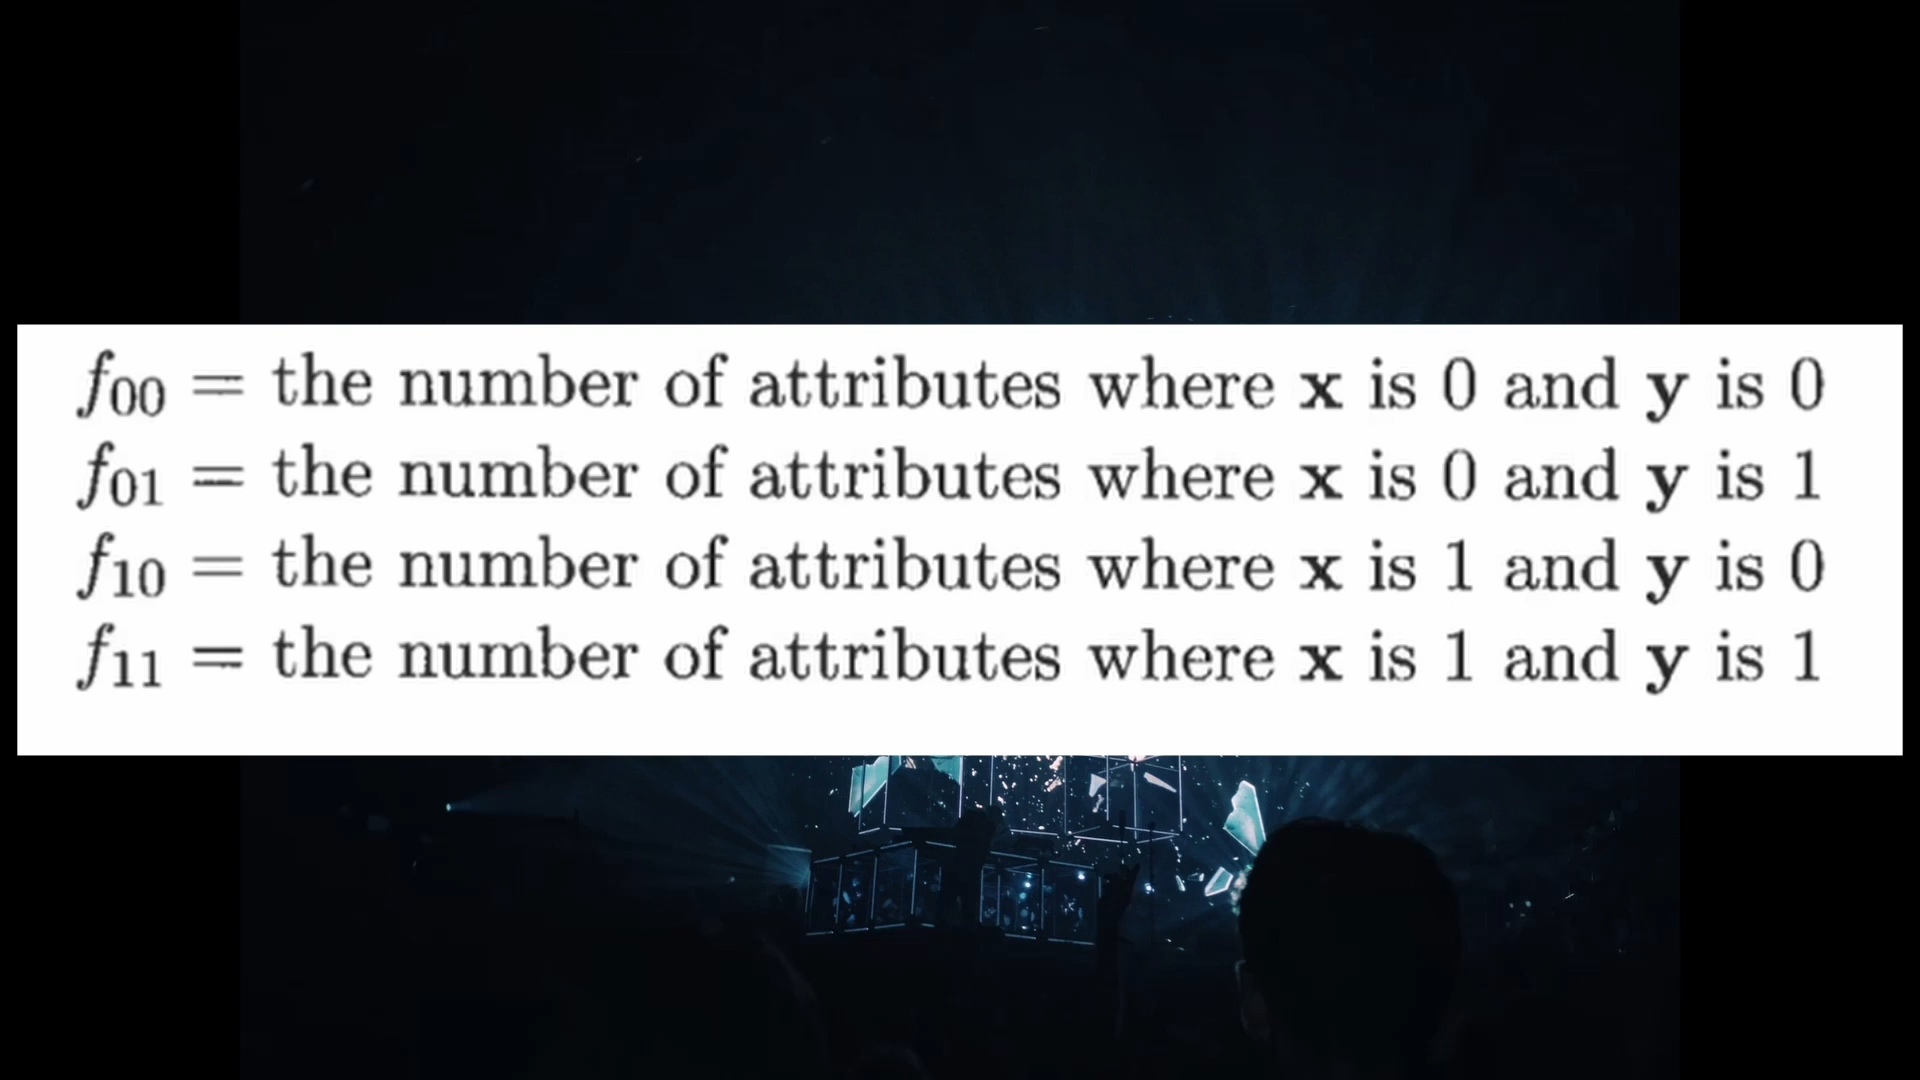 f₀₀ = the number of attributes where x is 0 and y is 0
f₀₁ = the number of attributes where x is 0 and y is 1
f₁₀ = the number of attributes where x is 1 and y is 0
f₁₁ = the number of attributes where x is 1 and y is 1